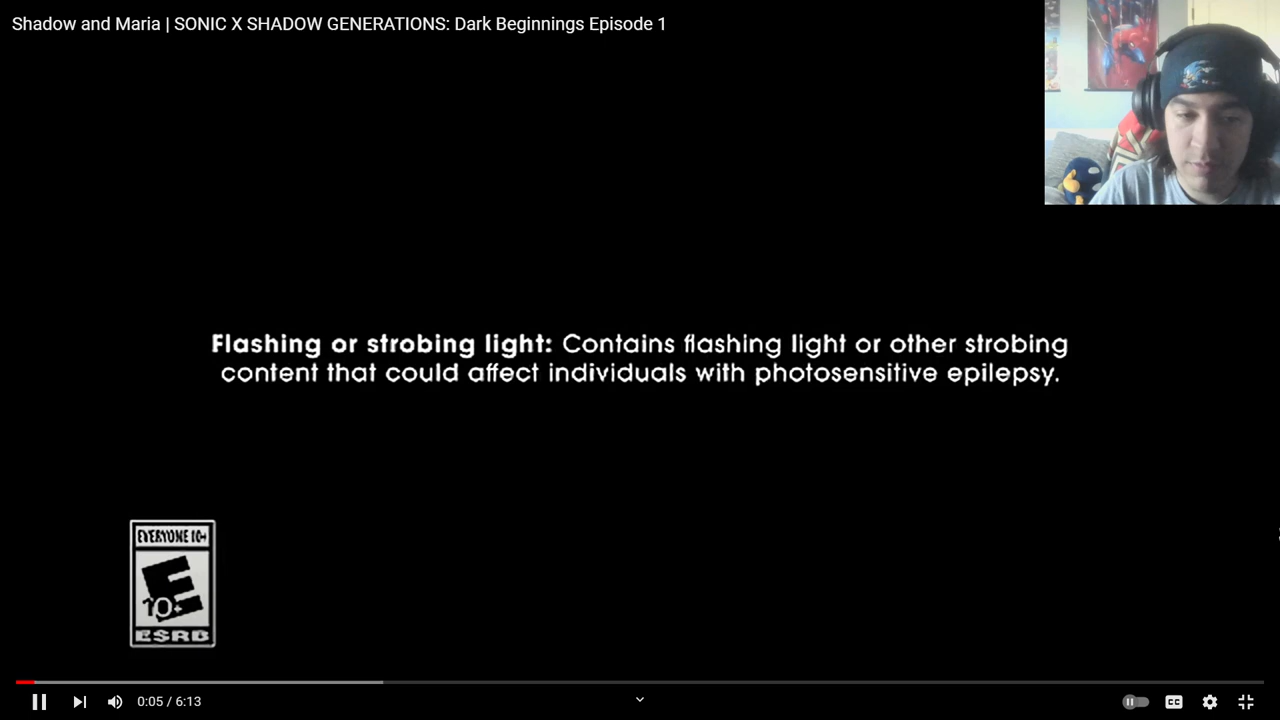 Shadow and Maria | SONIC X SHADOW GENERATIONS: Dark Beginnings Episode 1
Flashing or strobing light: Contains flashing light or other strobing
content that could affect individuals with photosensitive epilepsy.
EVERYONE 10+
E
10+
ESRB
0:05 / 6:13
CC